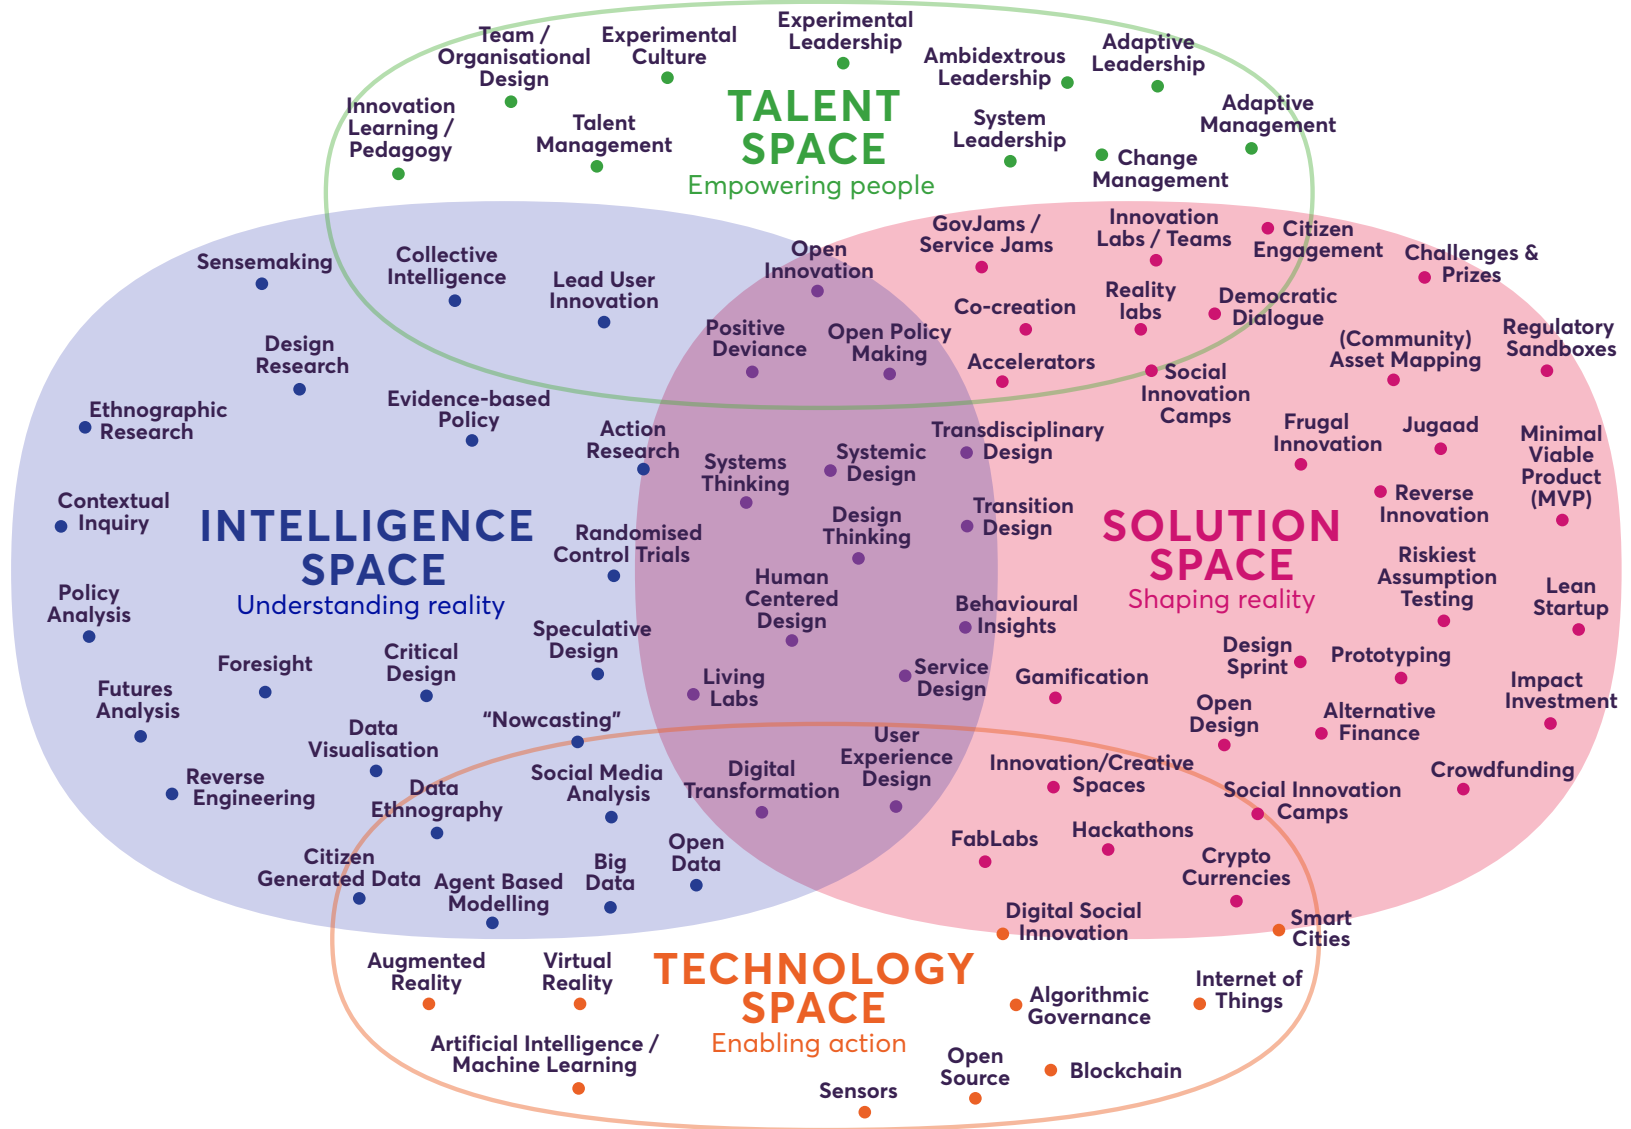 Team /
Organisational
Design
Experimental
Culture
Experimental
Leadership
Ambidextrous
Leadership
Adaptive
Leadership
Innovation
Learning /
Pedagogy
Talent
Management
TALENT
SPACE
Empowering people
System
Leadership
Change
Management
Adaptive
Management
Sensemaking
Collective
Intelligence
Lead User
Innovation
Open
Innovation
GovJams /
Service Jams
Innovation
Labs / Teams
Citizen
Engagement
Challenges &
Prizes
Design
Research
Positive
Deviance
Open Policy
Making
Co-creation
Reality
labs
Democratic
Dialogue
(Community)
Asset Mapping
Regulatory
Sandboxes
Accelerators
Social
Innovation
Camps
Ethnographic
Research
Evidence-based
Policy
Action
Research
Systems
Thinking
Systemic
Design
Transdisciplinary
Design
Frugal
Innovation
Jugaad
Minimal
Viable
Product
(MVP)
Contextual
Inquiry
INTELLIGENCE
SPACE
Understanding reality
Randomised
Control Trials
Design
Thinking
Transition
Design
SOLUTION
SPACE
Shaping reality
Reverse
Innovation
Riskiest
Assumption
Testing
Lean
Startup
Policy
Analysis
Human
Centered
Design
Behavioural
Insights
Foresight
Critical
Design
Speculative
Design
Living
Labs
Service
Design
Gamification
Design
Sprint
Prototyping
Impact
Investment
Futures
Analysis
Data
Visualisation
“Nowcasting”
User
Experience
Design
Open
Design
Alternative
Finance
Reverse
Engineering
Data
Ethnography
Social Media
Analysis
Digital
Transformation
Innovation/Creative
Spaces
Social Innovation
Camps
Crowdfunding
Citizen
Generated Data
Agent Based
Modelling
Big
Data
Open
Data
FabLabs
Hackathons
Crypto
Currencies
Digital Social
Innovation
Smart
Cities
Augmented
Reality
Virtual
Reality
TECHNOLOGY
SPACE
Enabling action
Algorithmic
Governance
Internet of
Things
Artificial Intelligence /
Machine Learning
Sensors
Open
Source
Blockchain